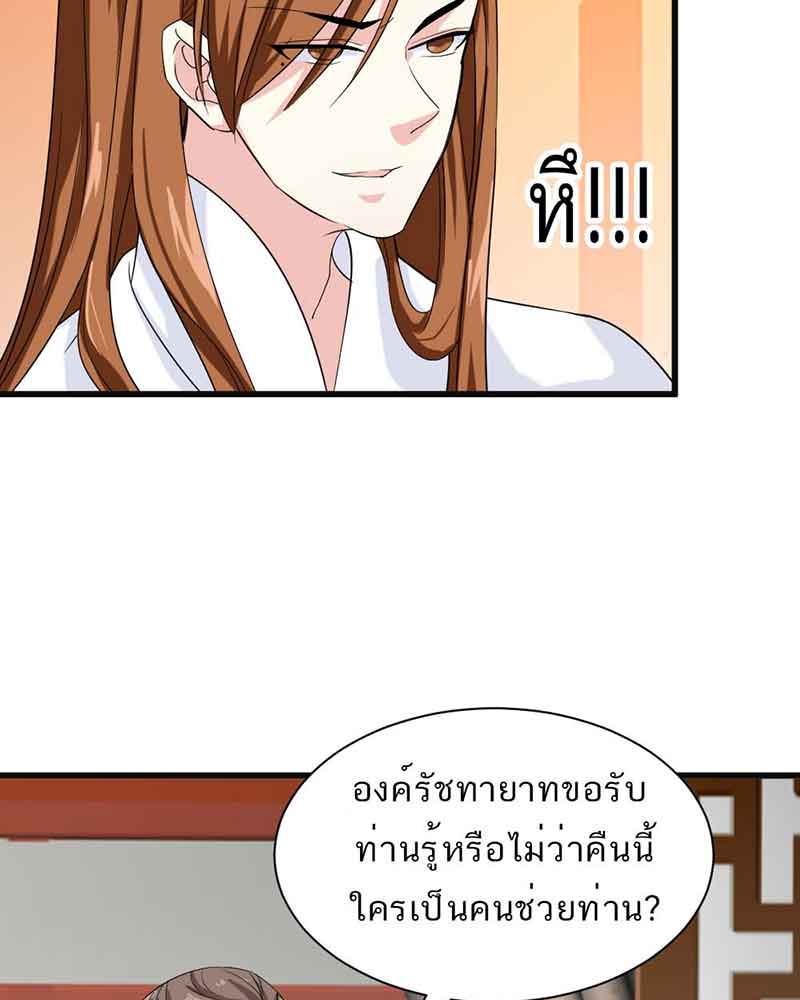 หึ!!!
องค์รัชทายาทขอรับ
ท่านรู้หรือไม่ว่าคืนนี้
ใครเป็นคนช่วยท่าน?